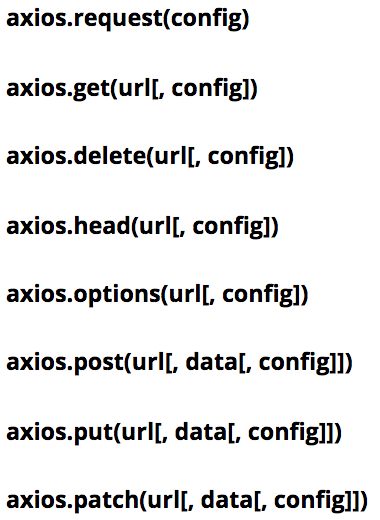 axios.request(config)
axios.get(url[, config])
axios.delete(url[, config])
axios.head(url[, config])
axios.options(url[, config])
axios.post(url[, data[, config]])
axios.put(url[, data[, config]])
axios.patch(url[, data[, config]])